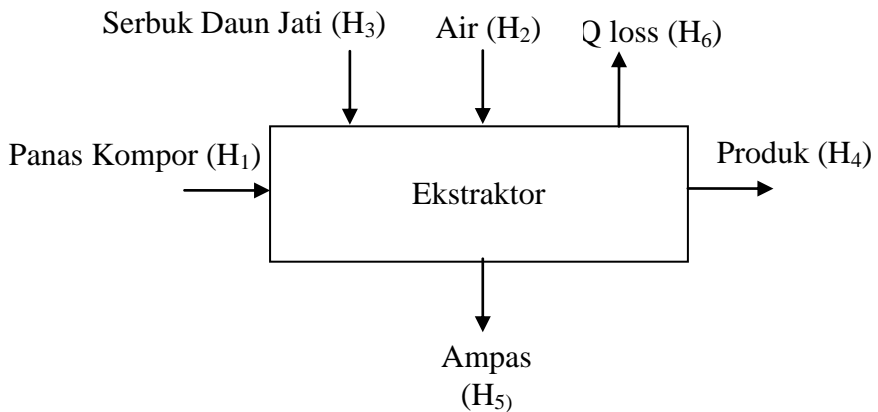 Serbuk Daun Jati (H₃)
Air (H₂)
Q loss (H₆)
Panas Kompor (H₁)
Produk (H₄)
Ekstraktor
Ampas
(H₅₎